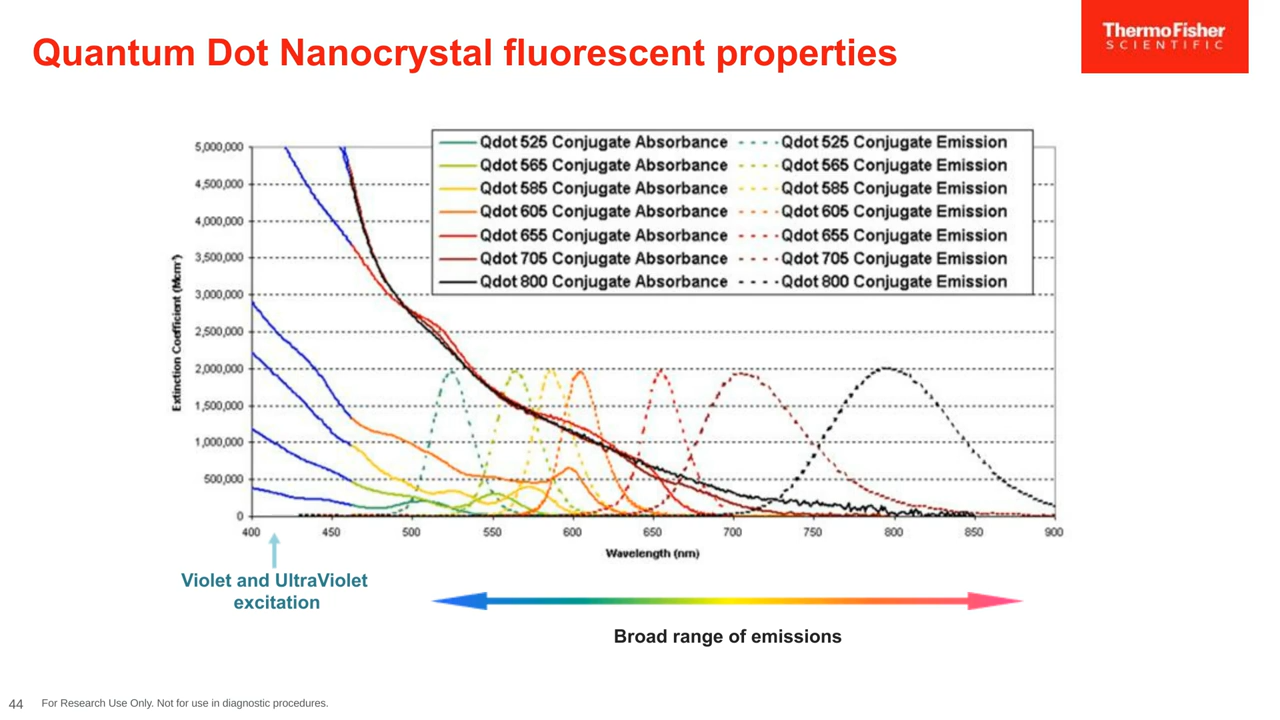 Quantum Dot Nanocrystal fluorescent properties
ThermoFisher
SCIENTIFIC
Qdot 525 Conjugate Absorbance
Qdot 525 Conjugate Emission
Qdot 565 Conjugate Absorbance
Qdot 565 Conjugate Emission
Qdot 585 Conjugate Absorbance
Qdot 585 Conjugate Emission
Qdot 605 Conjugate Absorbance
Qdot 605 Conjugate Emission
Qdot 655 Conjugate Absorbance
Qdot 655 Conjugate Emission
Qdot 705 Conjugate Absorbance
Qdot 705 Conjugate Emission
Qdot 800 Conjugate Absorbance
Qdot 800 Conjugate Emission
Extinction Coefficient (Mcm⁻¹)
5,000,000
4,500,000
4,000,000
3,500,000
3,000,000
2,500,000
2,000,000
1,500,000
1,000,000
500,000
0
400
450
500
550
600
650
700
750
800
850
900
Wavelength (nm)
Violet and UltraViolet
excitation
Broad range of emissions
44
For Research Use Only. Not for use in diagnostic procedures.